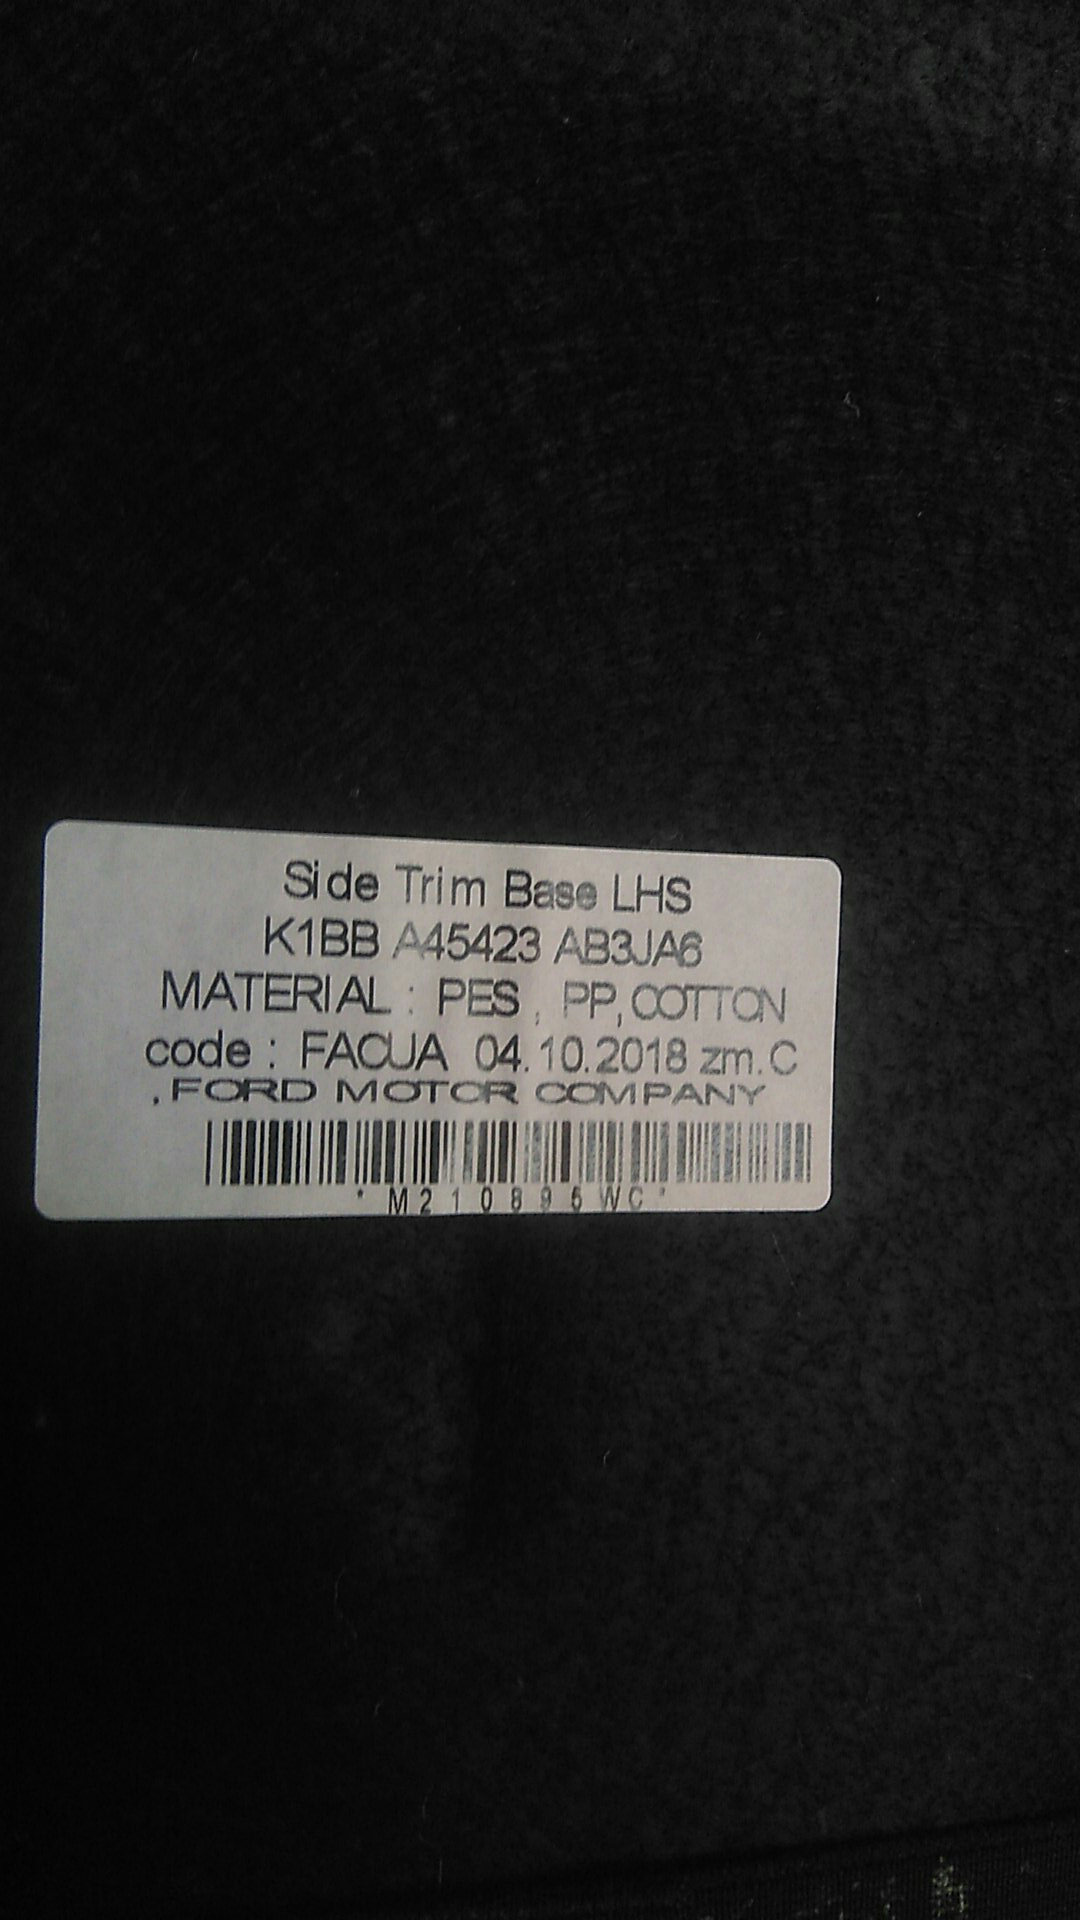 Side Trim Base LHS
K1BB A45423 AB3JA6
MATERIAL : PES , PP, COTTON
code : FACUA 04.10.2018 zm.C
.FORD MOTOR COMPANY
*M210895WC*